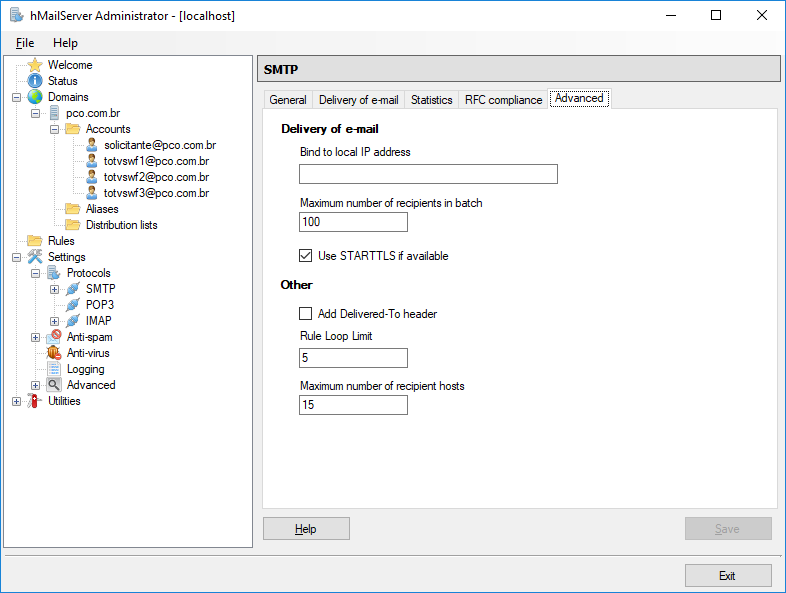 hMailServer Administrator - [localhost]
File Help
Welcome
Status
Domains
pco.com.br
Accounts
solicitante@pco.com.br
totvswf1@pco.com.br
totvswf2@pco.com.br
totvswf3@pco.com.br
Aliases
Distribution lists
Rules
Settings
Protocols
SMTP
POP3
IMAP
Anti-spam
Anti-virus
Logging
Advanced
Utilities
SMTP
General Delivery of e-mail Statistics RFC compliance Advanced
Delivery of e-mail
Bind to local IP address
Maximum number of recipients in batch
100
Use STARTTLS if available
Other
Add Delivered-To header
Rule Loop Limit
5
Maximum number of recipient hosts
15
Help Save
Exit